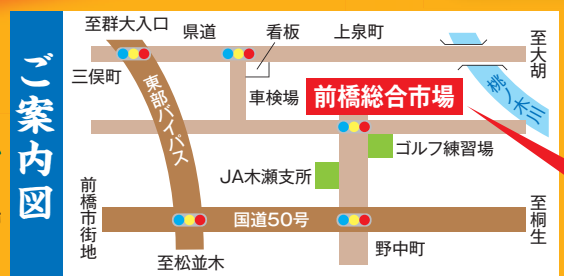 ご案内図
至群大入口
県道
看板
上泉町
至大胡
三俣町
東部バイパス
車検場
前橋総合市場
桃ノ木川
ゴルフ練習場
JA木瀬支所
前橋市街地
国道50号
至桐生
野中町
至松並木